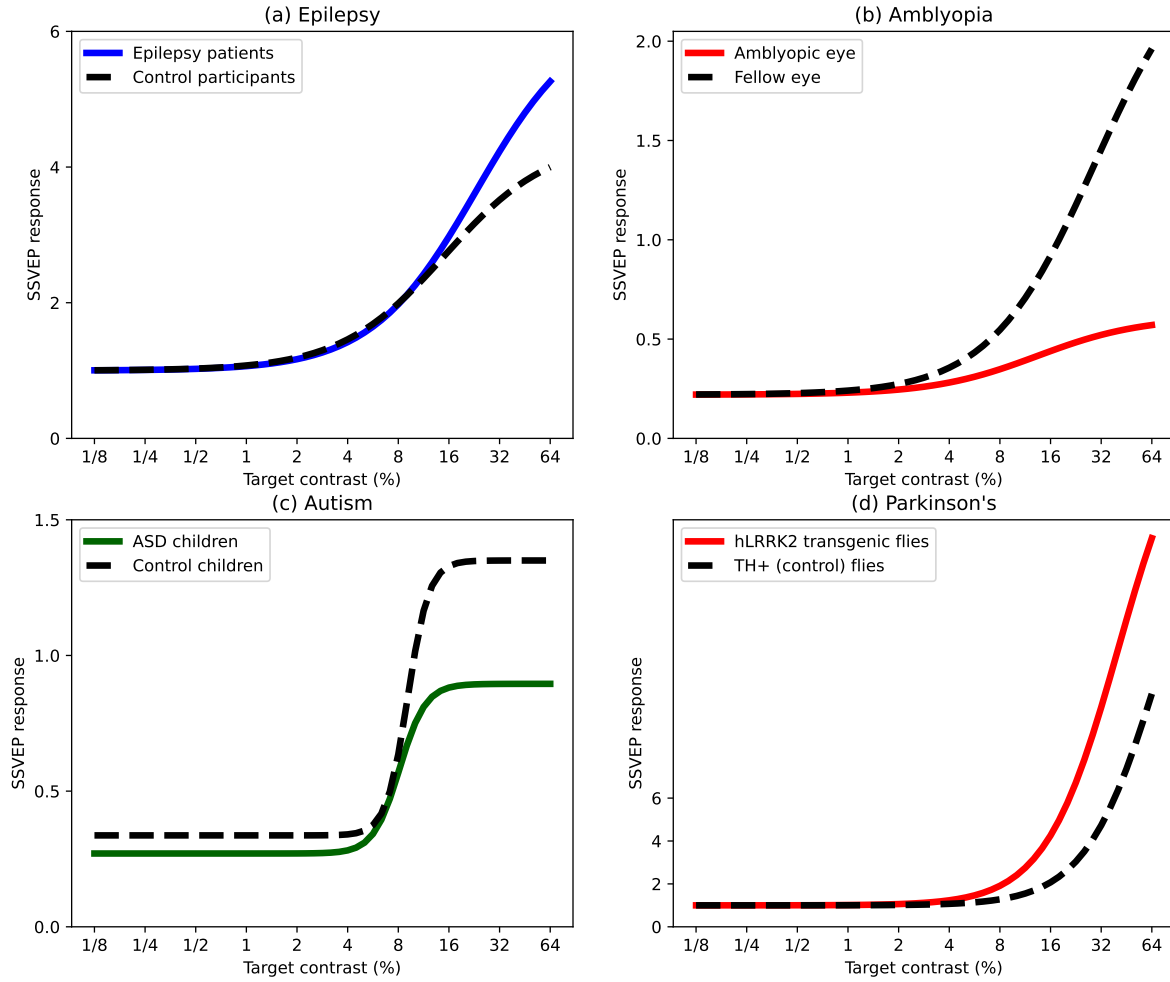 (a) Epilepsy
6
4
2
0
SSVEP response
Epilepsy patients
Control participants
1/8 1/4 1/2 1 2 4 8 16 32 64
Target contrast (%)
(b) Amblyopia
2.0
1.5
1.0
0.5
0.0
SSVEP response
Amblyopic eye
Fellow eye
1/8 1/4 1/2 1 2 4 8 16 32 64
Target contrast (%)
(c) Autism
1.5
1.0
0.5
0.0
SSVEP response
ASD children
Control children
1/8 1/4 1/2 1 2 4 8 16 32 64
Target contrast (%)
(d) Parkinson's
6
4
2
1
0
SSVEP response
hLRRK2 transgenic flies
TH+ (control) flies
1/8 1/4 1/2 1 2 4 8 16 32 64
Target contrast (%)